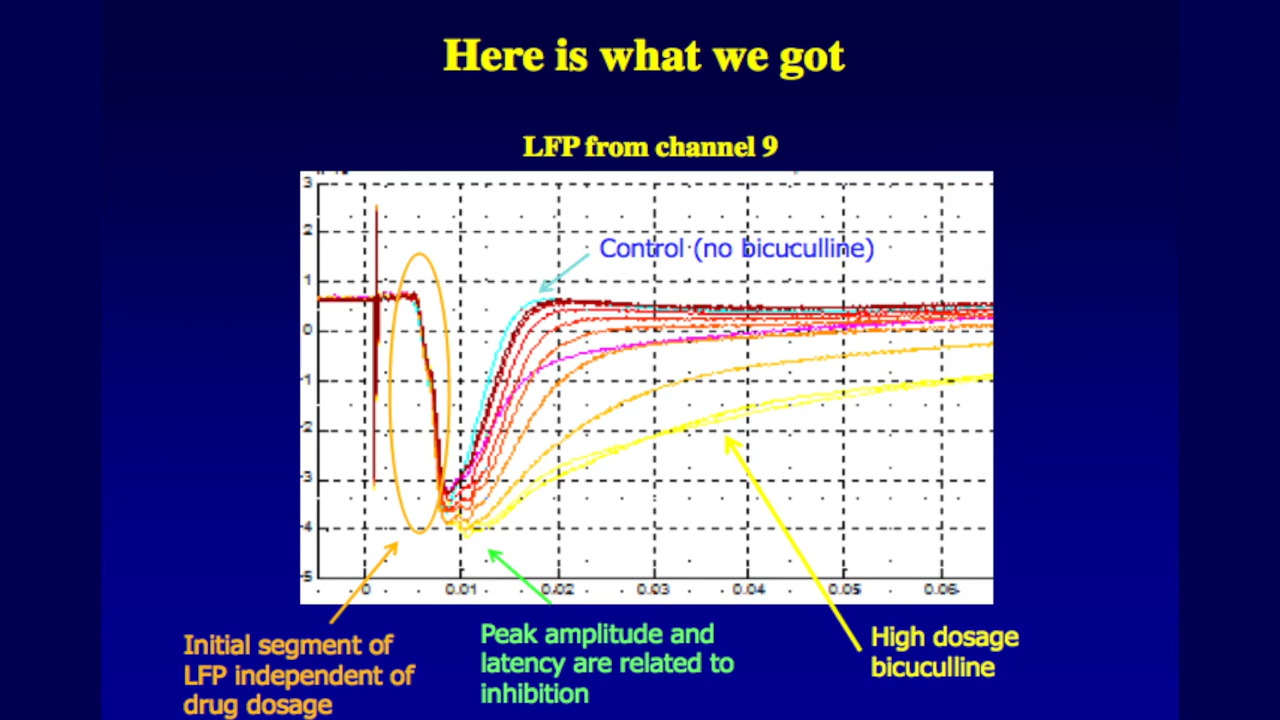 Here is what we got
LFP from channel 9
Control (no bicuculline)
3
2
1
0
-1
-2
-3
-4
-5
0
0.01
0.02
0.03
0.04
0.05
0.06
Initial segment of
LFP independent of
drug dosage
Peak amplitude and
latency are related to
inhibition
High dosage
bicuculline